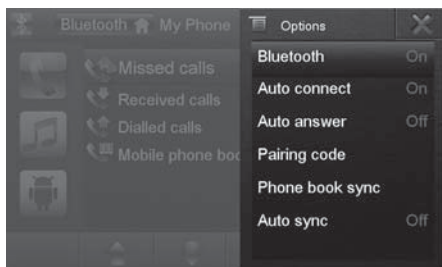 Bluetooth My Phone
Missed calls
Received calls
Dialled calls
Mobile phone boo
Options
Bluetooth On
Auto connect On
Auto answer Off
Pairing code
Phone book sync
Auto sync Off